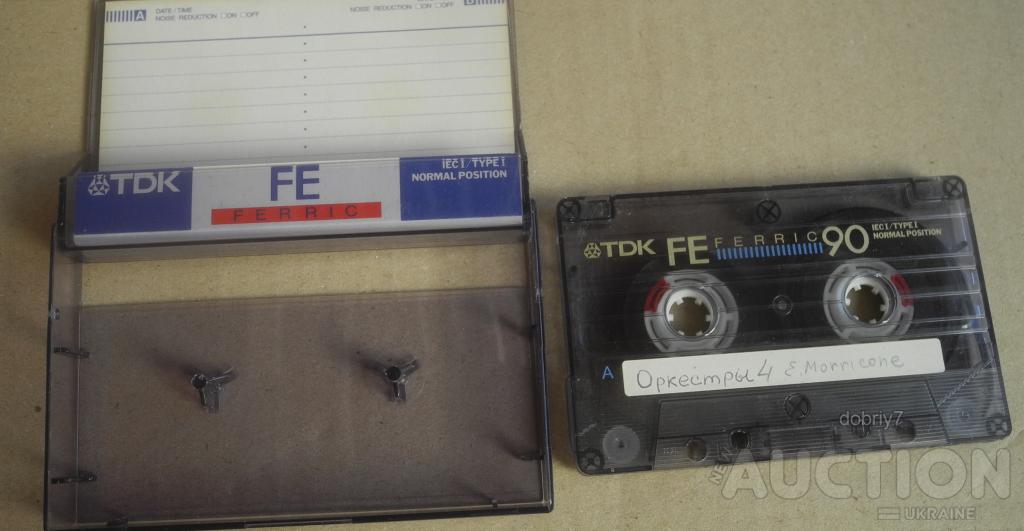 A
DATE / TIME
NOISE REDUCTION □ON □OFF
NOISE REDUCTION □ON □OFF
B
TDK
FE
FERRIC
IEC I / TYPE I
NORMAL POSITION
TDK FE FERRIC 90
IEC I / TYPE I
NORMAL POSITION
A
Оркестры 4 E. Morricone
dobriy7
NEW AUCTION
UKRAINE